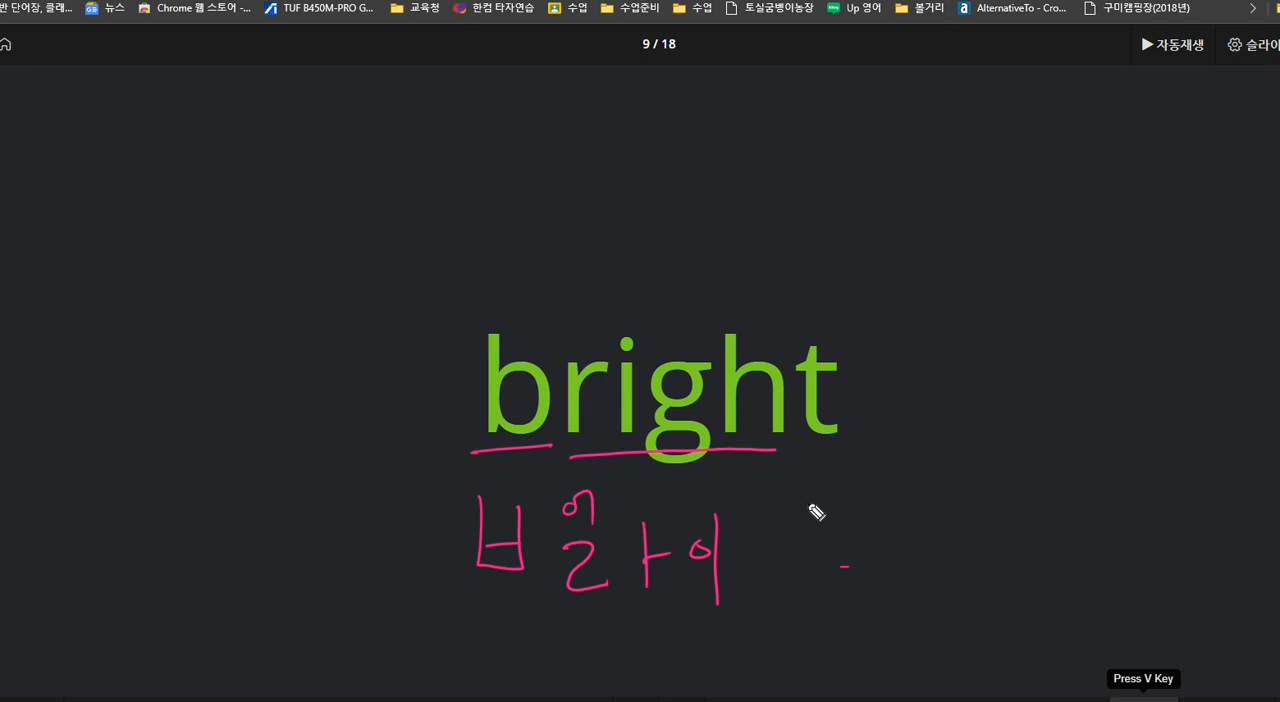 반 단어장, 클래... 뉴스 Chrome 웹 스토어 -... TUF B450M-PRO G... 교육청 한컴 타자연습 수업 수업준비 수업 토실굼벵이농장 Up 영어 볼거리 AlternativeTo - Cro... 구미캠핑장(2018년)
9 / 18 자동재생 슬라이
bright
ㅂ ㄹ ㅏ이
Press V Key